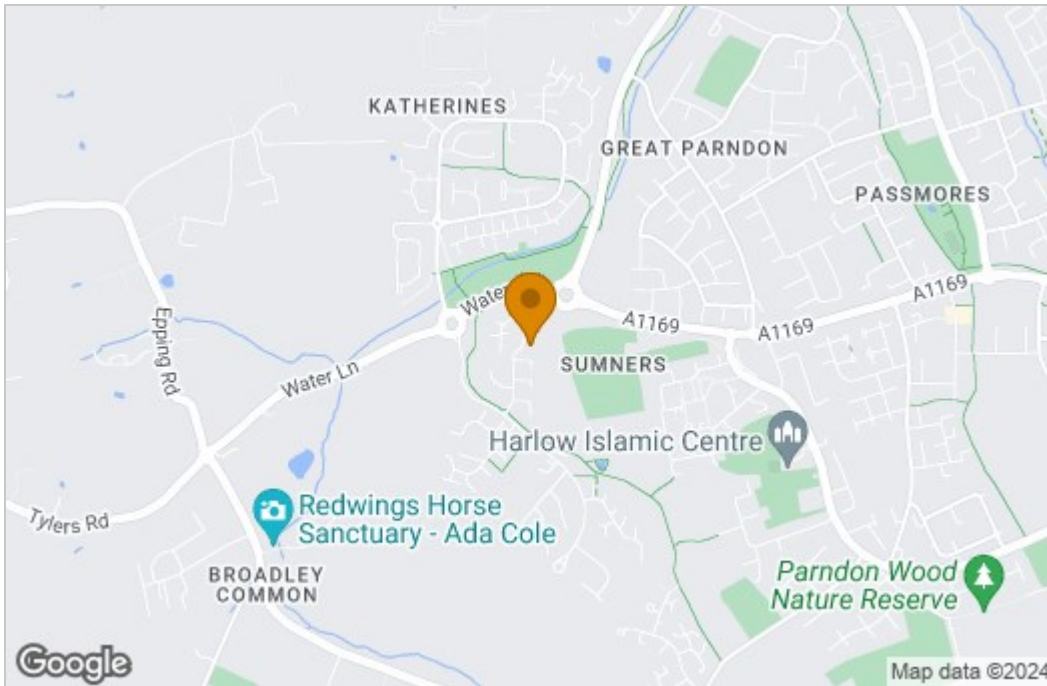 KATHERINES
GREAT PARNDON
PASSMORES
A1169
Water
A1169
A1169
Epping Rd
SUMNERS
Water Ln
Harlow Islamic Centre
Tylers Rd
Redwings Horse
Sanctuary - Ada Cole
BROADLEY
COMMON
Parndon Wood
Nature Reserve
Google
Map data ©2024